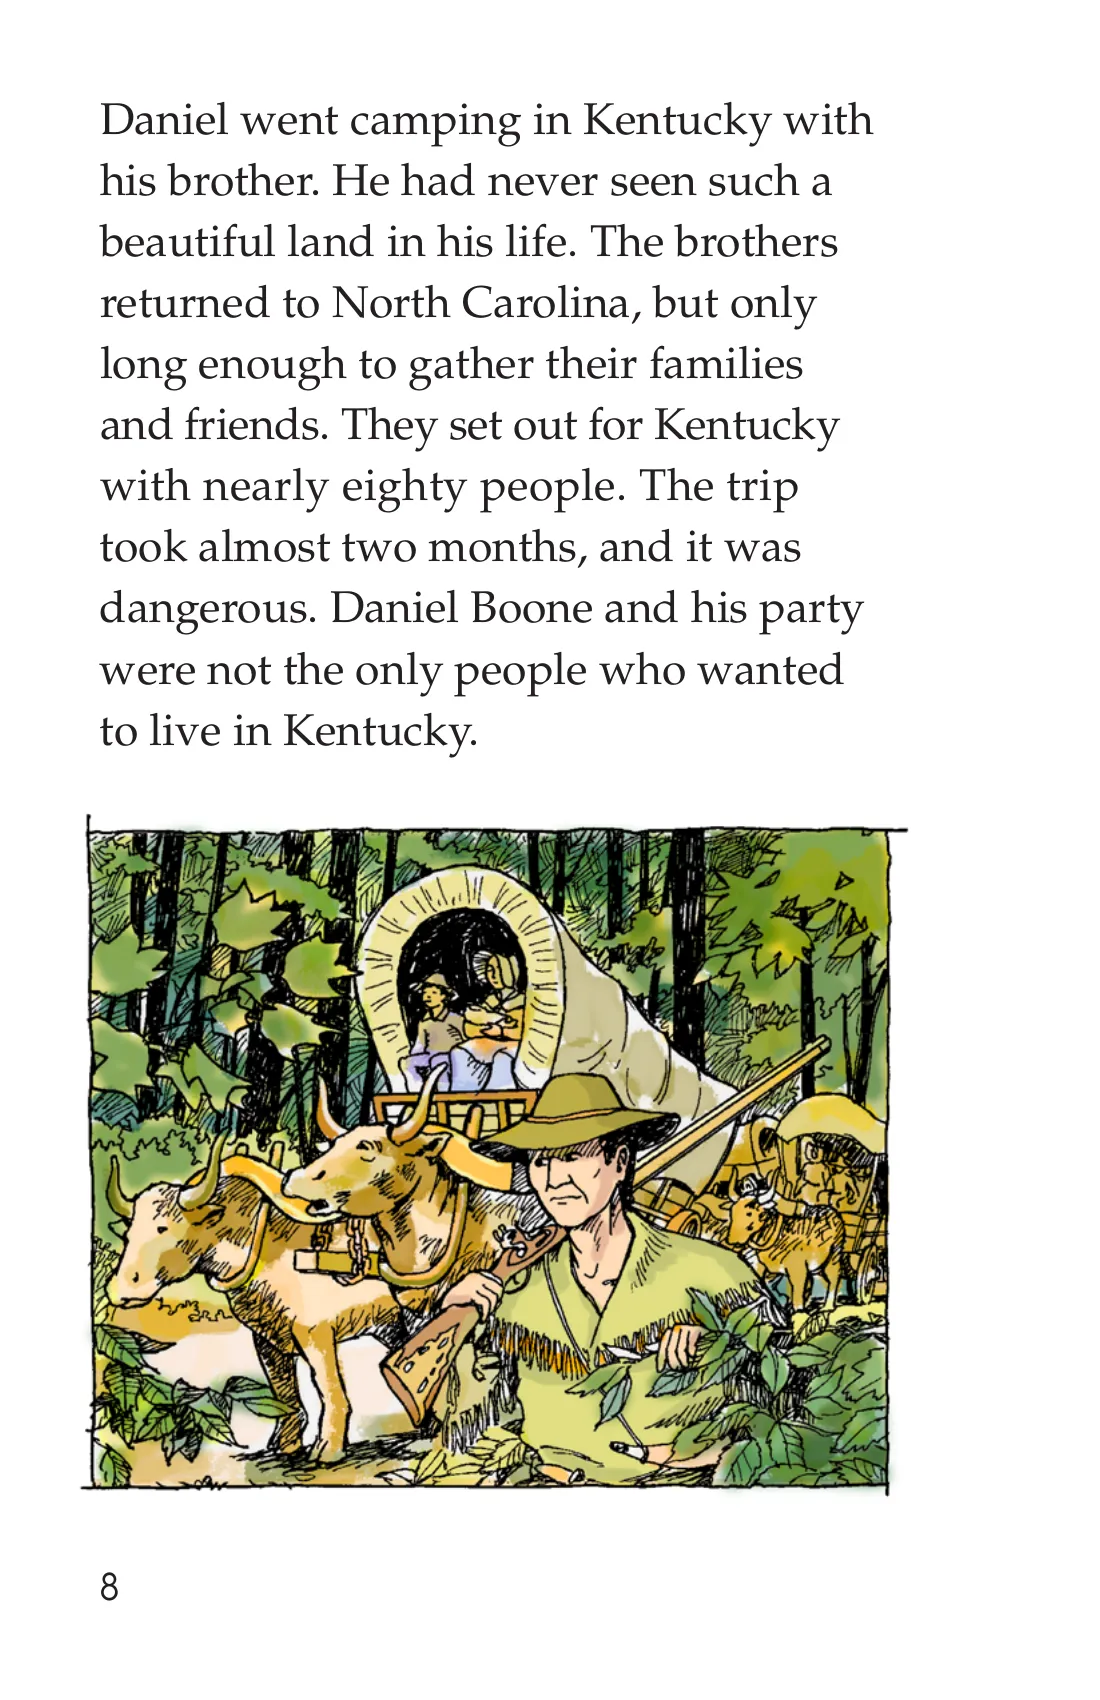 Daniel went camping in Kentucky with
his brother. He had never seen such a
beautiful land in his life. The brothers
returned to North Carolina, but only
long enough to gather their families
and friends. They set out for Kentucky
with nearly eighty people. The trip
took almost two months, and it was
dangerous. Daniel Boone and his party
were not the only people who wanted
to live in Kentucky.
8